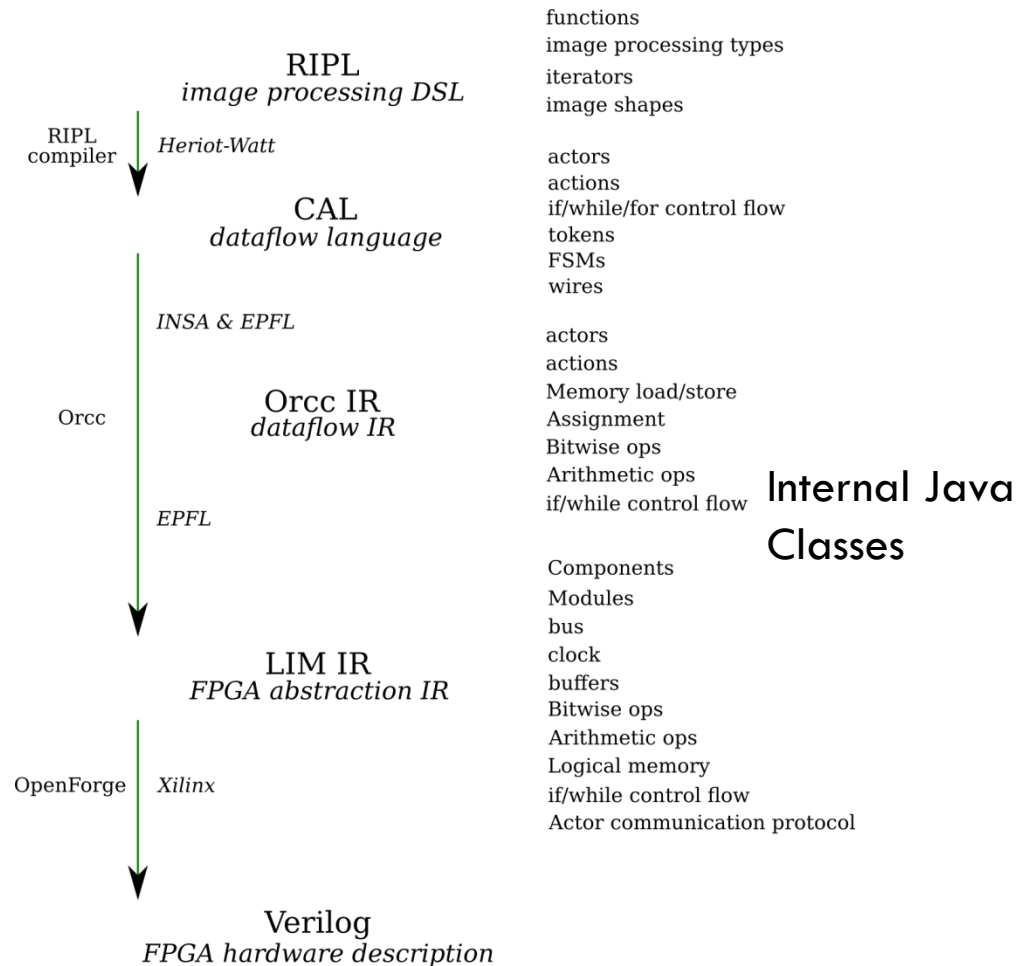 functions
image processing types
iterators
image shapes
RIPL
image processing DSL
RIPL
compiler
Heriot-Watt
actors
actions
if/while/for control flow
tokens
FSMs
wires
CAL
dataflow language
INSA & EPFL
Orcc
EPFL
Orcc IR
dataflow IR
actors
actions
Memory load/store
Assignment
Bitwise ops
Arithmetic ops
if/while control flow
Internal Java
Classes
Components
Modules
bus
clock
buffers
Bitwise ops
Arithmetic ops
Logical memory
if/while control flow
Actor communication protocol
LIM IR
FPGA abstraction IR
OpenForge
Xilinx
Verilog
FPGA hardware description